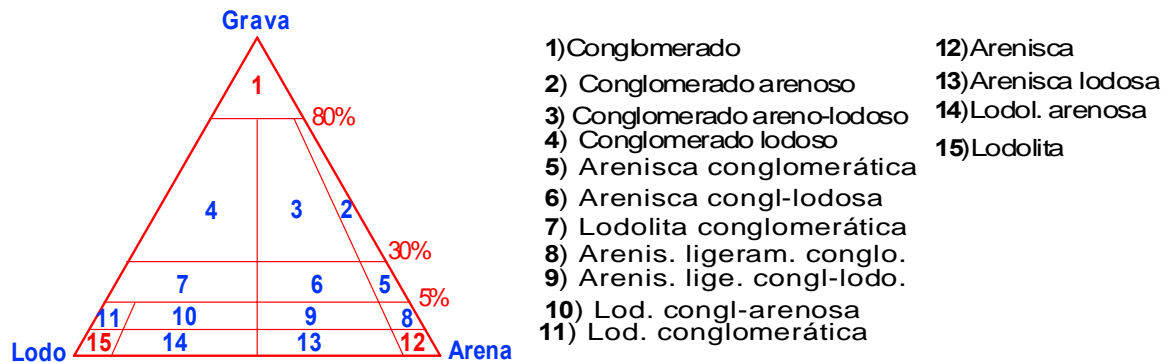 Grava
1
80%
4 3 2
30%
7 6 5
5%
11 10 9 8
15 14 13 12
Lodo Arena
1)Conglomerado
2) Conglomerado arenoso
3) Conglomerado areno-lodoso
4) Conglomerado lodoso
5) Arenisca conglomerática
6) Arenisca congl-lodosa
7) Lodolita conglomerática
8) Arenis. ligeram. conglo.
9) Arenis. lige. congl-lodo.
10) Lod. congl-arenosa
11) Lod. conglomerática
12)Arenisca
13)Arenisca lodosa
14)Lodol. arenosa
15)Lodolita